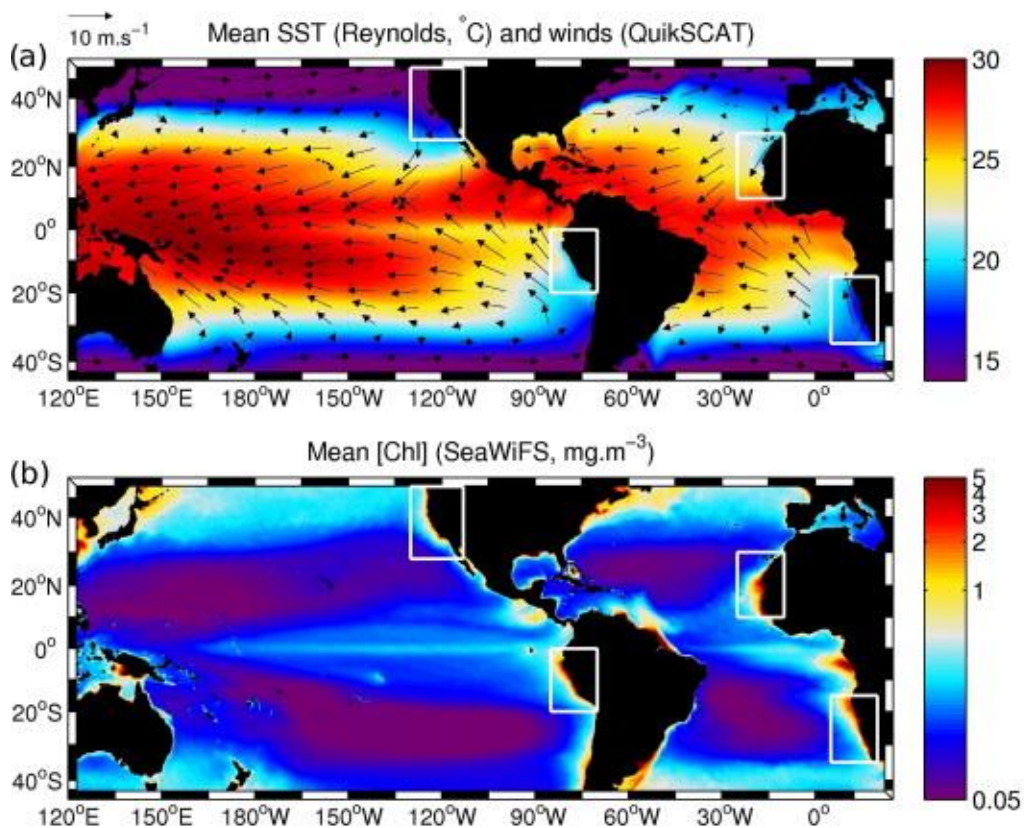 10 m.s⁻¹
(a) Mean SST (Reynolds, °C) and winds (QuikSCAT)
40°N
20°N
0°
20°S
40°S
120°E 150°E 180°W 150°W 120°W 90°W 60°W 30°W 0°
30
25
20
15
(b) Mean [Chl] (SeaWiFS, mg.m⁻³)
40°N
20°N
0°
20°S
40°S
120°E 150°E 180°W 150°W 120°W 90°W 60°W 30°W 0°
5
4
3
2
1
0.05